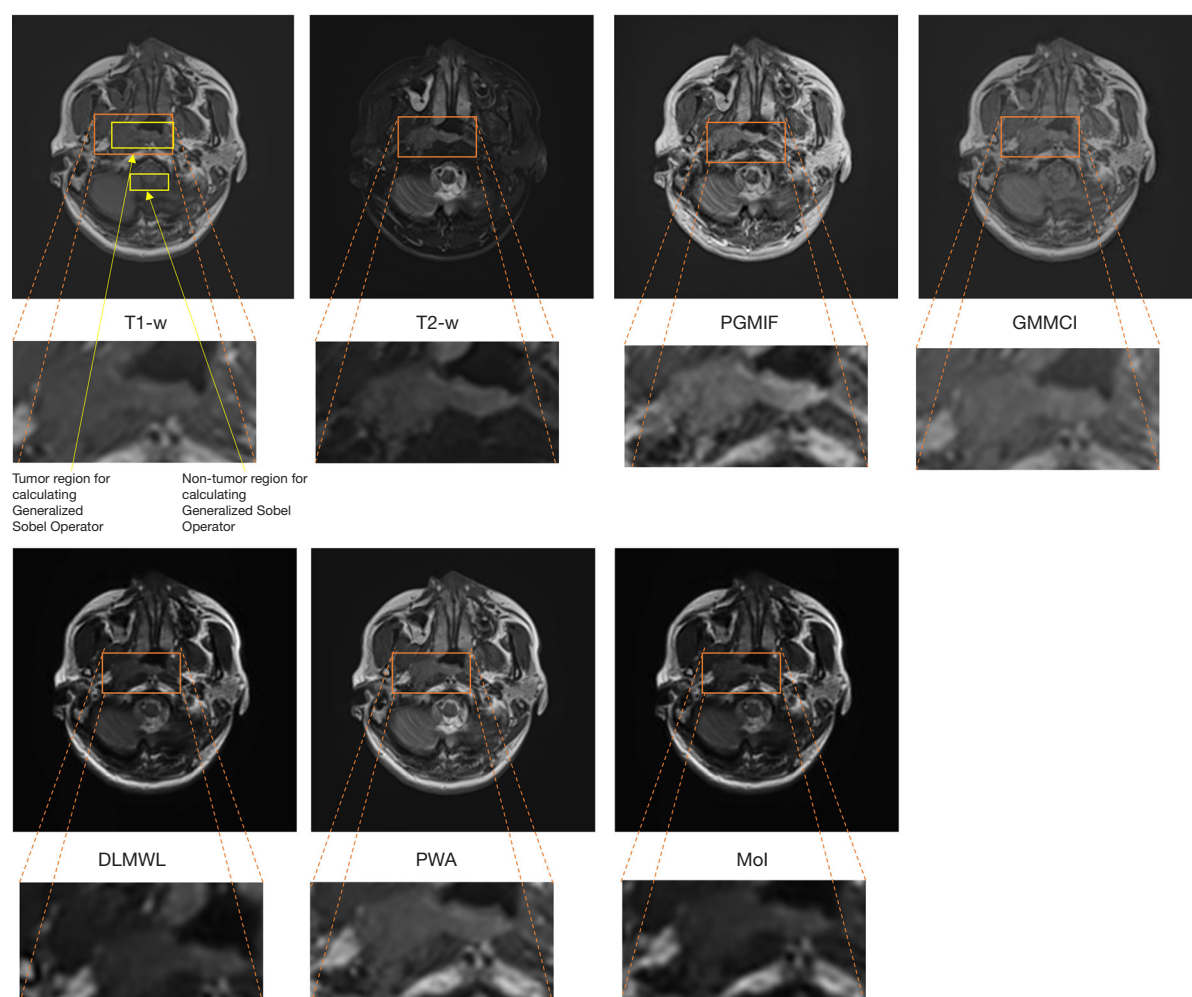 T1-w
T2-w
PGMIF
GMMCI
Tumor region for
calculating
Generalized
Sobel Operator
Non-tumor region for
calculating
Generalized Sobel
Operator
DLMWL
PWA
MoI